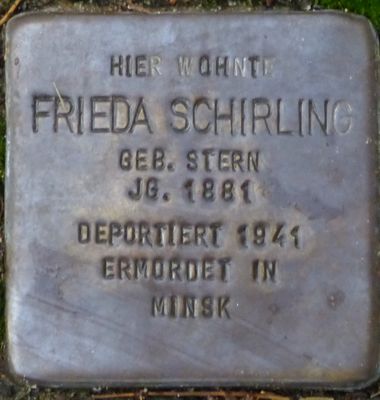 HIER WOHNTE
FRIEDA SCHIRLING
GEB. STERN
JG. 1881
DEPORTIERT 1941
ERMORDET IN
MINSK